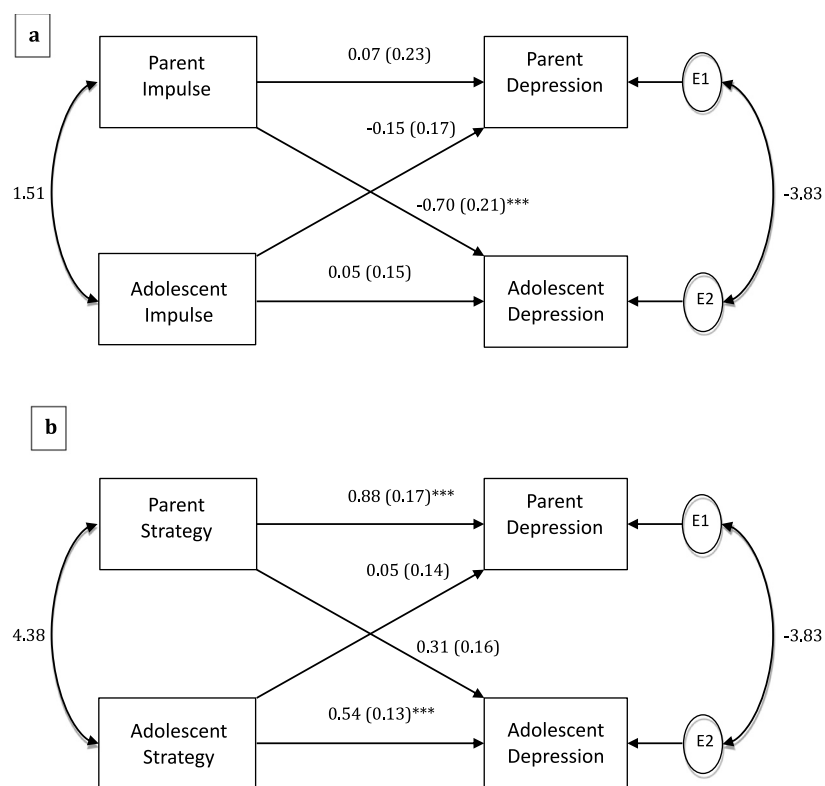 a
Parent
Impulse
0.07 (0.23)
Parent
Depression
E1
-0.15 (0.17)
1.51
-0.70 (0.21)***
-3.83
Adolescent
Impulse
0.05 (0.15)
Adolescent
Depression
E2
b
Parent
Strategy
0.88 (0.17)***
Parent
Depression
E1
0.05 (0.14)
4.38
0.31 (0.16)
-3.83
Adolescent
Strategy
0.54 (0.13)***
Adolescent
Depression
E2